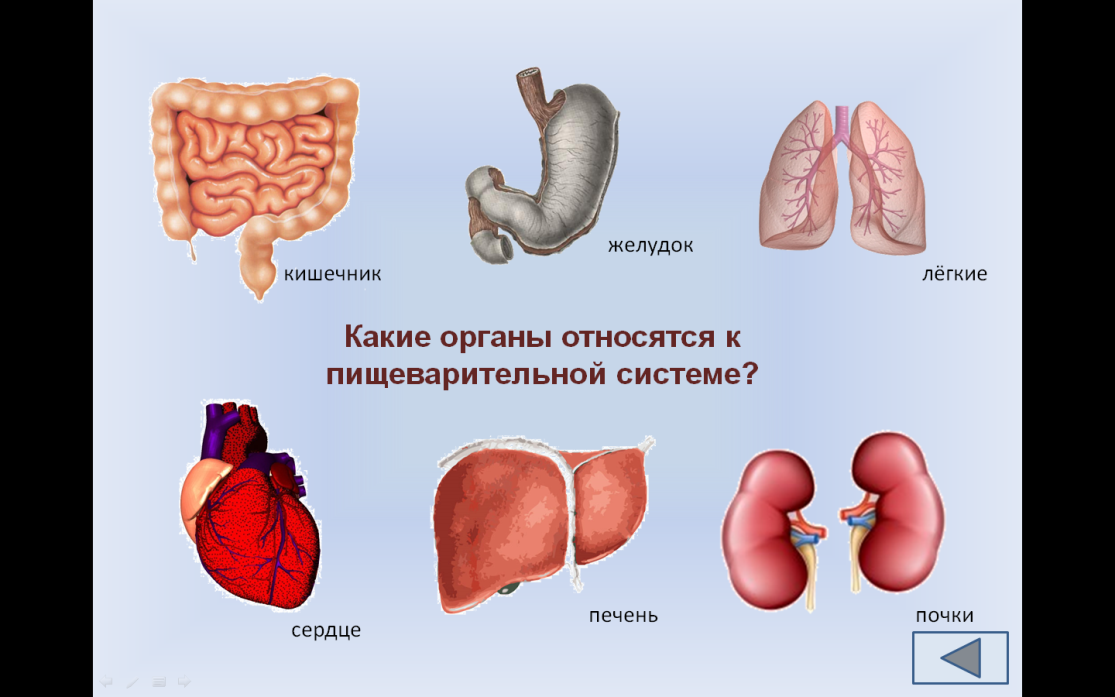 желудок
лёгкие
кишечник
Какие органы относятся к
пищеварительной системе?
печень
почки
сердце